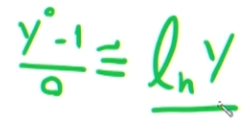 (y⁰ - 1)/0 ≅ ln y